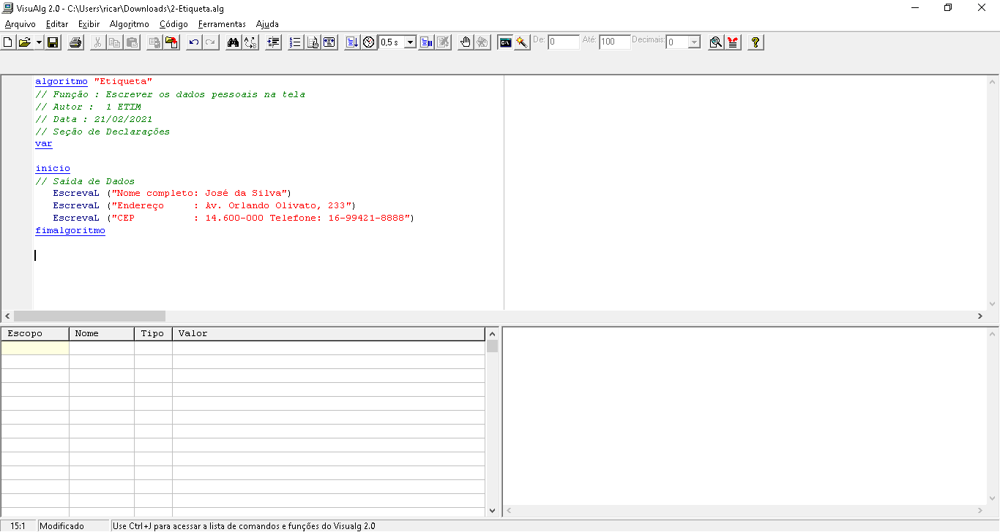 VisuAlg 2.0 - C:\Users\ricar\Downloads\2-Etiqueta.alg
Arquivo Editar Exibir Algoritmo Código Ferramentas Ajuda
0,5 s De: 0 Até: 100 Decimais: 0
algoritmo "Etiqueta"
// Função : Escrever os dados pessoais na tela
// Autor :  1 ETIM
// Data : 21/02/2021
// Seção de Declarações
var
inicio
// Saída de Dados
EscrevaL ("Nome completo: José da Silva")
EscrevaL ("Endereço     : Av. Orlando Olivato, 233")
EscrevaL ("CEP          : 14.600-000 Telefone: 16-99421-8888")
fimalgoritmo
Escopo Nome Tipo Valor
15:1 Modificado Use Ctrl+J para acessar a lista de comandos e funções do Visualg 2.0